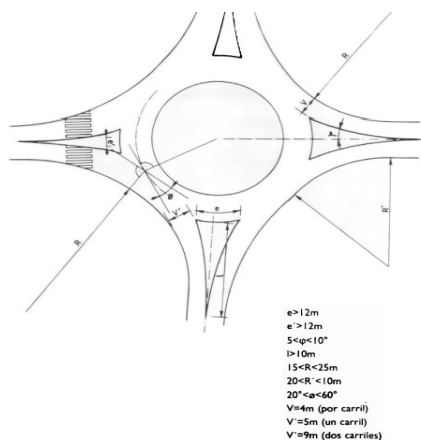 R
V
e'
φ
ø
V'
e
l
R
R'
e>12m
e´>12m
5<φ<10°
l>10m
15<R<25m
20<R´<10m
20°<ø<60°
V=4m (por carril)
V´=5m (un carril)
V´=9m (dos carriles)